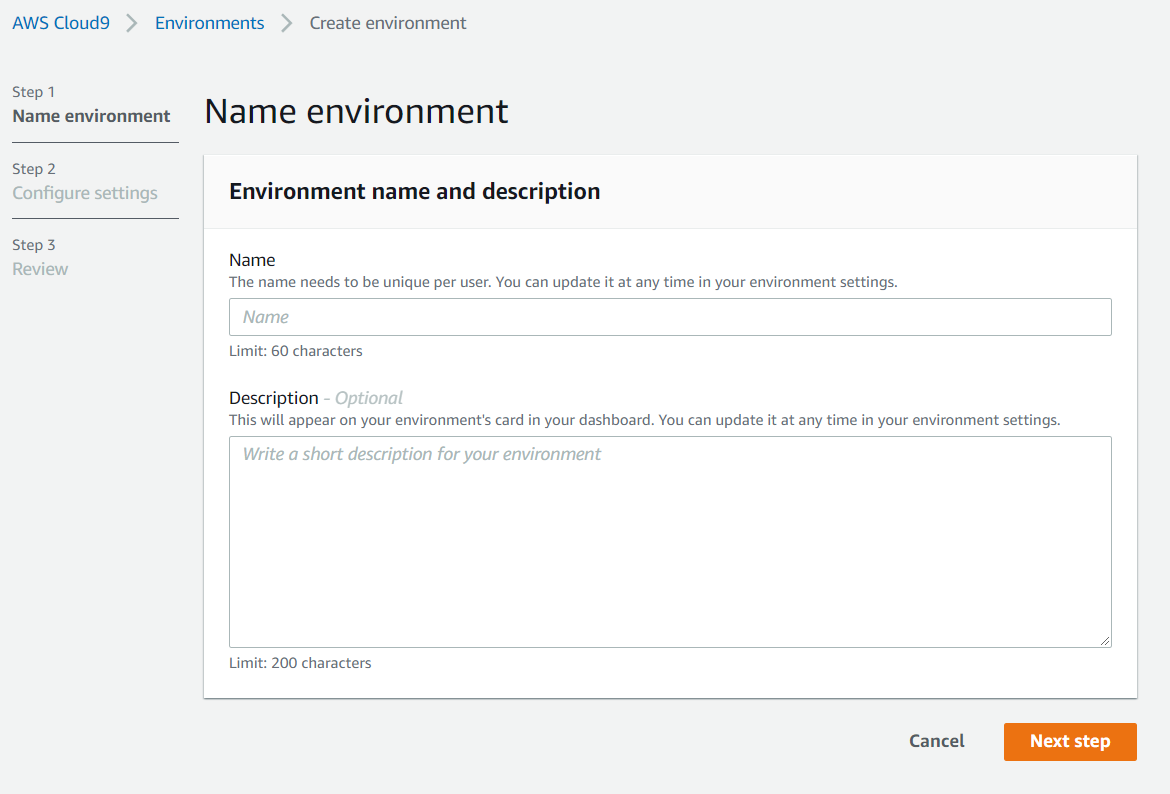 AWS Cloud9 > Environments > Create environment
Step 1
Name environment
Step 2
Configure settings
Step 3
Review
Name environment
Environment name and description
Name
The name needs to be unique per user. You can update it at any time in your environment settings.
Name
Limit: 60 characters
Description - Optional
This will appear on your environment's card in your dashboard. You can update it at any time in your environment settings.
Write a short description for your environment
Limit: 200 characters
Cancel Next step